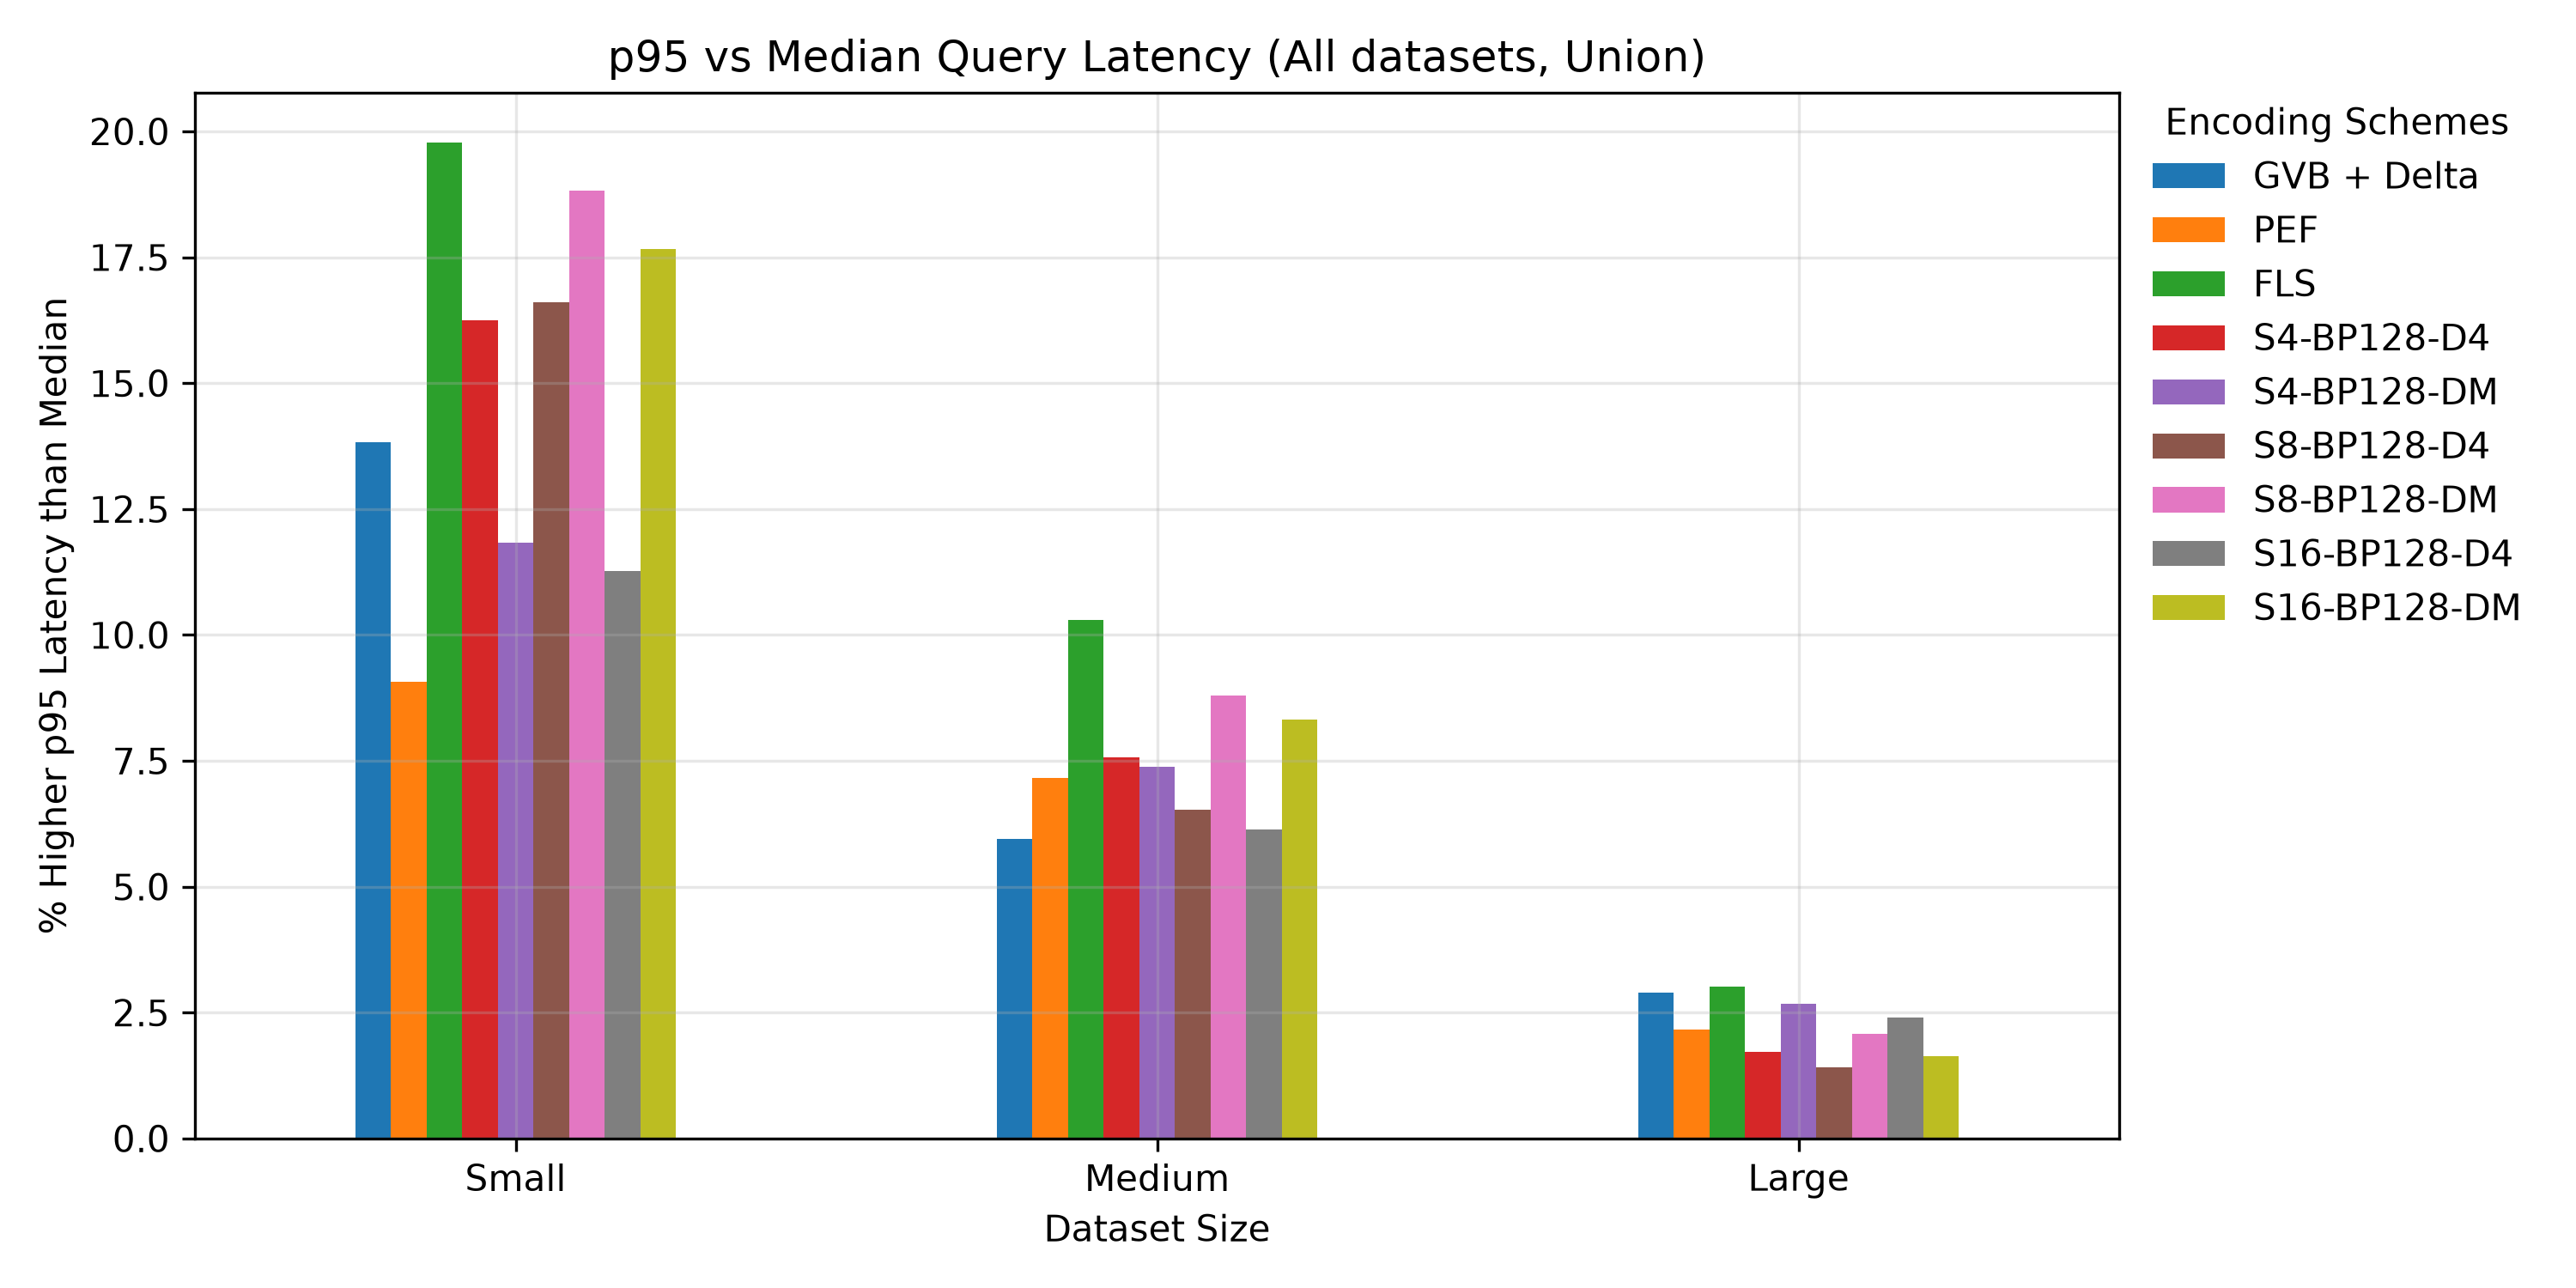 p95 vs Median Query Latency (All datasets, Union)
% Higher p95 Latency than Median
20.0
17.5
15.0
12.5
10.0
7.5
5.0
2.5
0.0
Small
Medium
Large
Dataset Size
Encoding Schemes
GVB + Delta
PEF
FLS
S4-BP128-D4
S4-BP128-DM
S8-BP128-D4
S8-BP128-DM
S16-BP128-D4
S16-BP128-DM